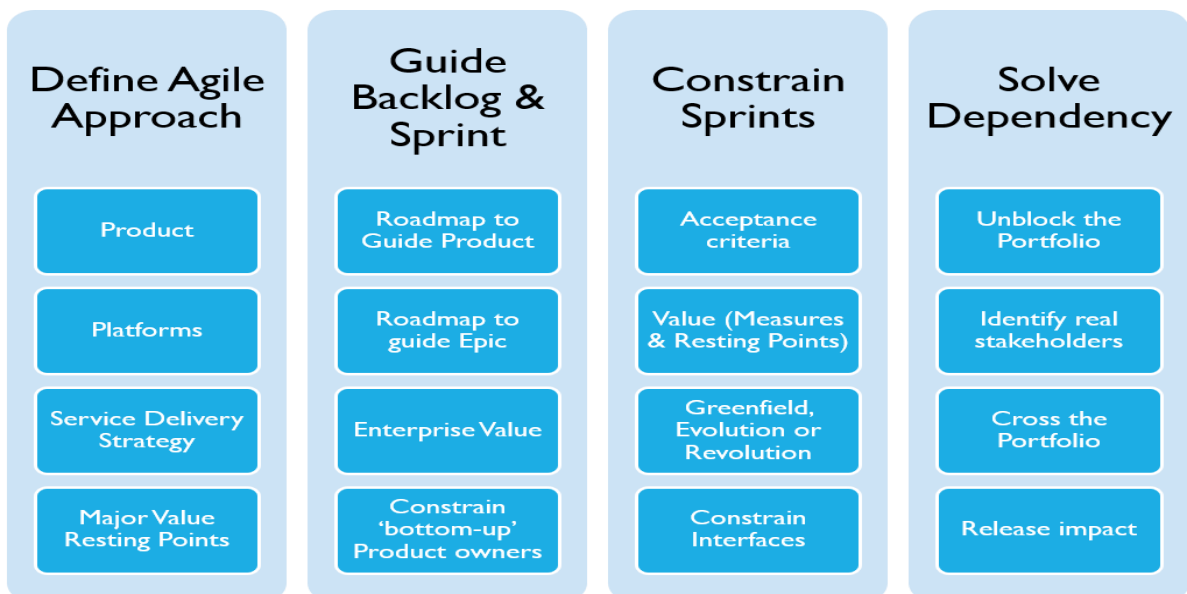 Define Agile
Approach
Product
Platforms
Service Delivery
Strategy
Major Value
Resting Points
Guide
Backlog &
Sprint
Roadmap to
Guide Product
Roadmap to
guide Epic
Enterprise Value
Constrain
‘bottom-up’
Product owners
Constrain
Sprints
Acceptance
criteria
Value (Measures
& Resting Points)
Greenfield,
Evolution or
Revolution
Constrain
Interfaces
Solve
Dependency
Unblock the
Portfolio
Identify real
stakeholders
Cross the
Portfolio
Release impact